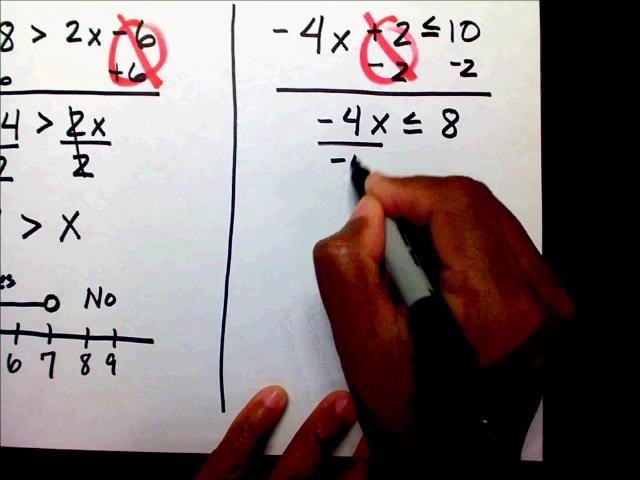 8 > 2x - 6
+6
4 > 2x
2 2
> X
No
6 7 8 9
-4x + 2 ≤ 10
- 2 -2
-4x ≤ 8
-